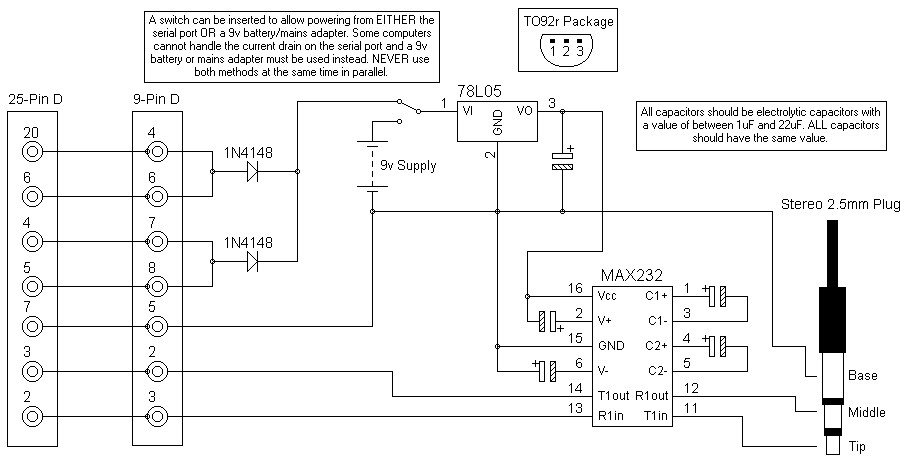 A switch can be inserted to allow powering from EITHER the
serial port OR a 9v battery/mains adapter. Some computers
cannot handle the current drain on the serial port and a 9v
battery or mains adapter must be used instead. NEVER use
both methods at the same time in parallel.
TO92r Package
1 2 3
25-Pin D
9-Pin D
78L05
1
VI
GND
VO
3
2
+
All capacitors should be electrolytic capacitors with
a value of between 1uF and 22uF. ALL capacitors
should have the same value.
20
4
1N4148
9v Supply
6
6
4
7
1N4148
5
8
7
5
3
2
2
3
Stereo 2.5mm Plug
MAX232
16 Vcc C1+ 1 +
2 V+ C1- 3
+
15 GND C2+ 4 +
+ 6 V- C2- 5
14 T1out R1out 12
13 R1in T1in 11
Base
Middle
Tip